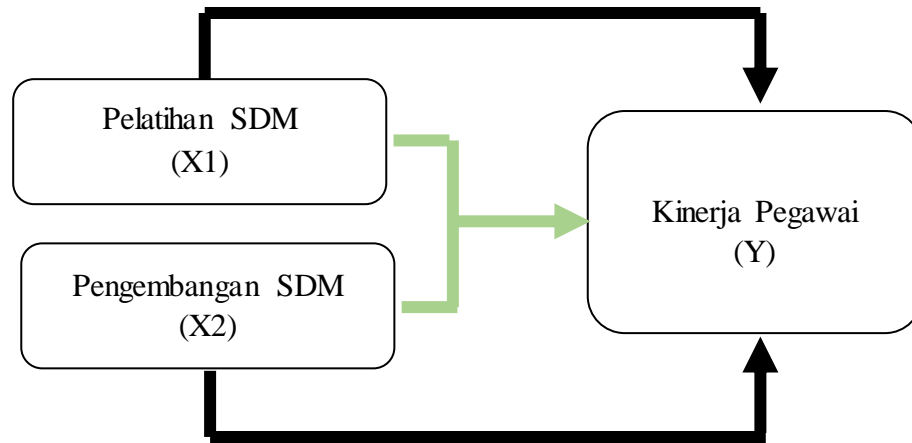 Pelatihan SDM
(X1)
Kinerja Pegawai
(Y)
Pengembangan SDM
(X2)